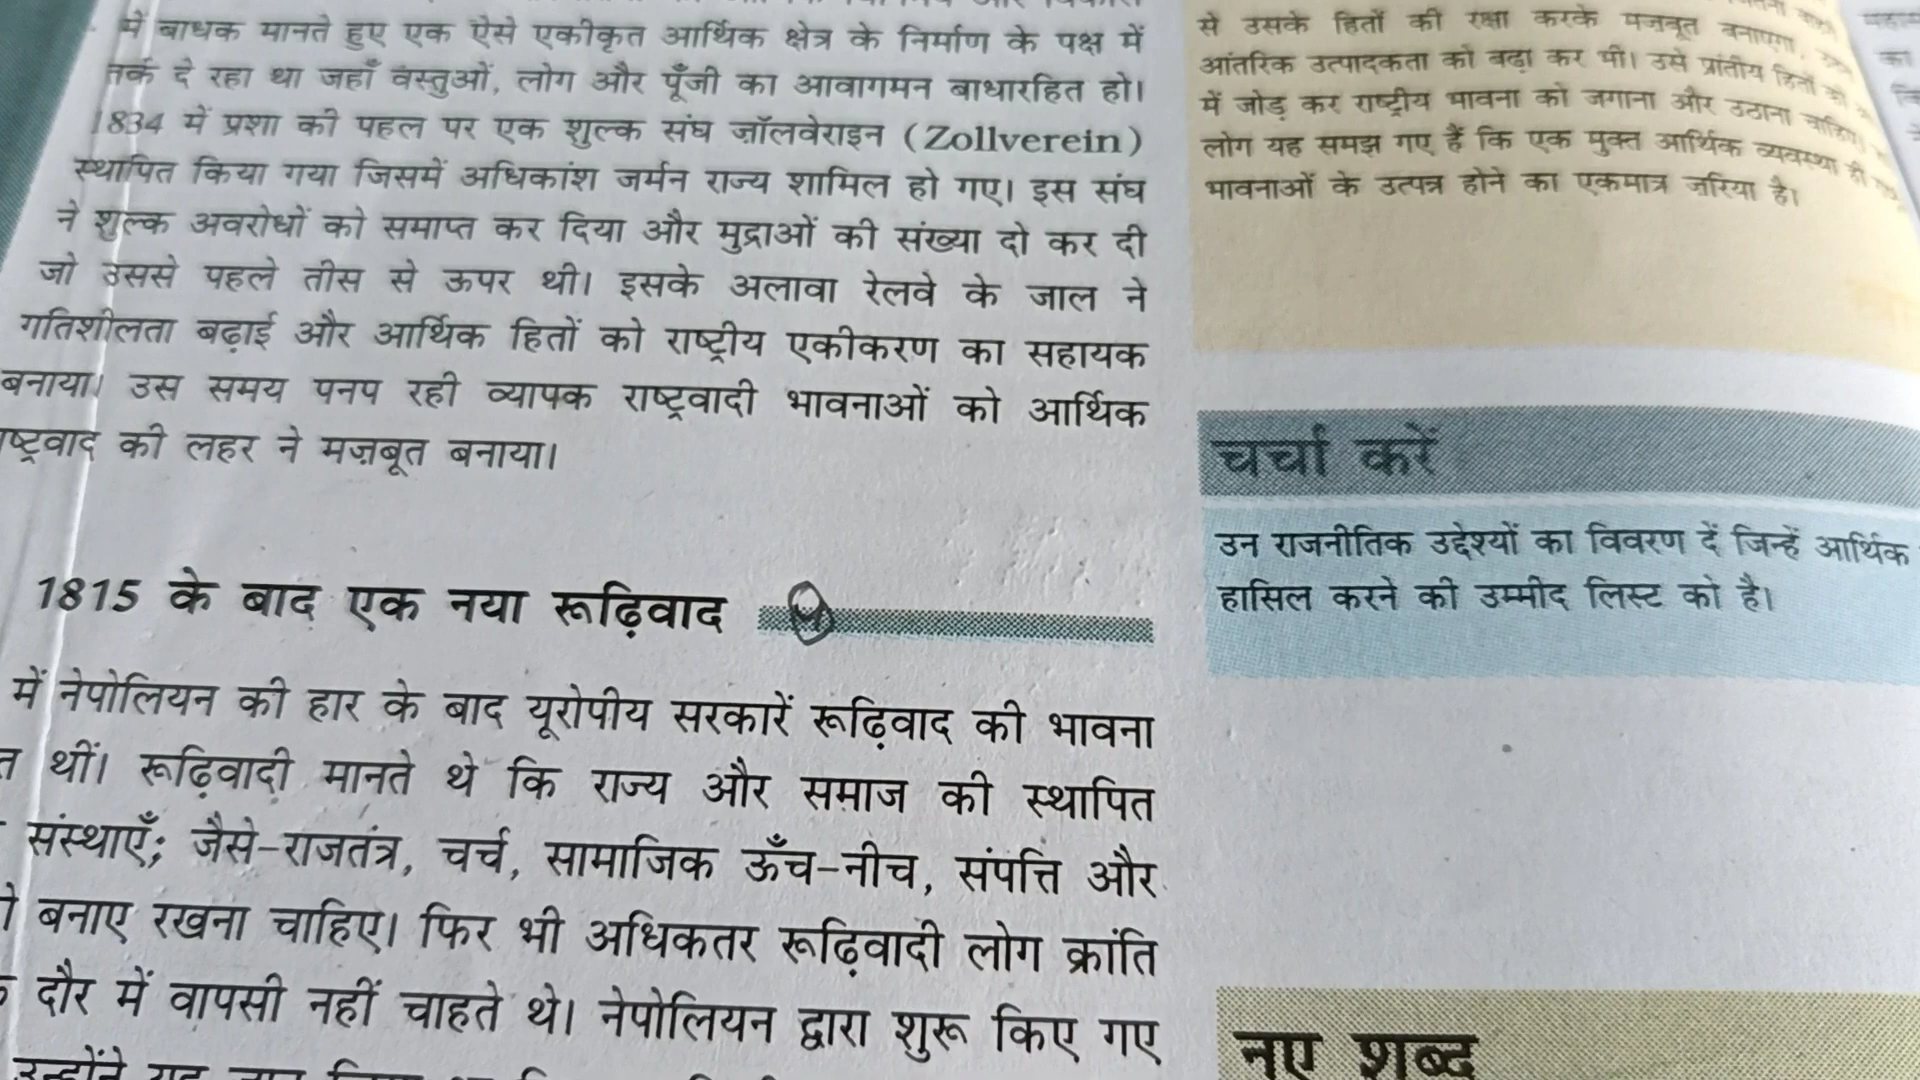 में बाधक मानते हुए एक ऐसे एकीकृत आर्थिक क्षेत्र के निर्माण के पक्ष में
तर्क दे रहा था जहाँ वस्तुओं, लोग और पूँजी का आवागमन बाधारहित हो।
1834 में प्रशा की पहल पर एक शुल्क संघ ज़ॉलवेराइन (Zollverein)
स्थापित किया गया जिसमें अधिकांश जर्मन राज्य शामिल हो गए। इस संघ
ने शुल्क अवरोधों को समाप्त कर दिया और मुद्राओं की संख्या दो कर दी
जो उससे पहले तीस से ऊपर थी। इसके अलावा रेलवे के जाल ने
गतिशीलता बढ़ाई और आर्थिक हितों को राष्ट्रीय एकीकरण का सहायक
बनाया। उस समय पनप रही व्यापक राष्ट्रवादी भावनाओं को आर्थिक
ष्ट्रवाद की लहर ने मज़बूत बनाया।
1815 के बाद एक नया रूढ़िवाद
में नेपोलियन की हार के बाद यूरोपीय सरकारें रूढ़िवाद की भावना
त थीं। रूढ़िवादी मानते थे कि राज्य और समाज की स्थापित
संस्थाएँ; जैसे-राजतंत्र, चर्च, सामाजिक ऊँच-नीच, संपत्ति और
बनाए रखना चाहिए। फिर भी अधिकतर रूढ़िवादी लोग क्रांति
दौर में वापसी नहीं चाहते थे। नेपोलियन द्वारा शुरू किए गए
उन्होंने यह
से उसके हितों की रक्षा करके मज़बूत बनाएगा,
आंतरिक उत्पादकता को बढ़ा कर भी। उसे प्रांतीय हितों को
में जोड़ कर राष्ट्रीय भावना को जगाना और उठाना चाहिए।
लोग यह समझ गए हैं कि एक मुक्त आर्थिक व्यवस्था ही
भावनाओं के उत्पन्न होने का एकमात्र ज़रिया है।
चर्चा करें
उन राजनीतिक उद्देश्यों का विवरण दें जिन्हें आर्थिक
हासिल करने की उम्मीद लिस्ट को है।
नए शब्द